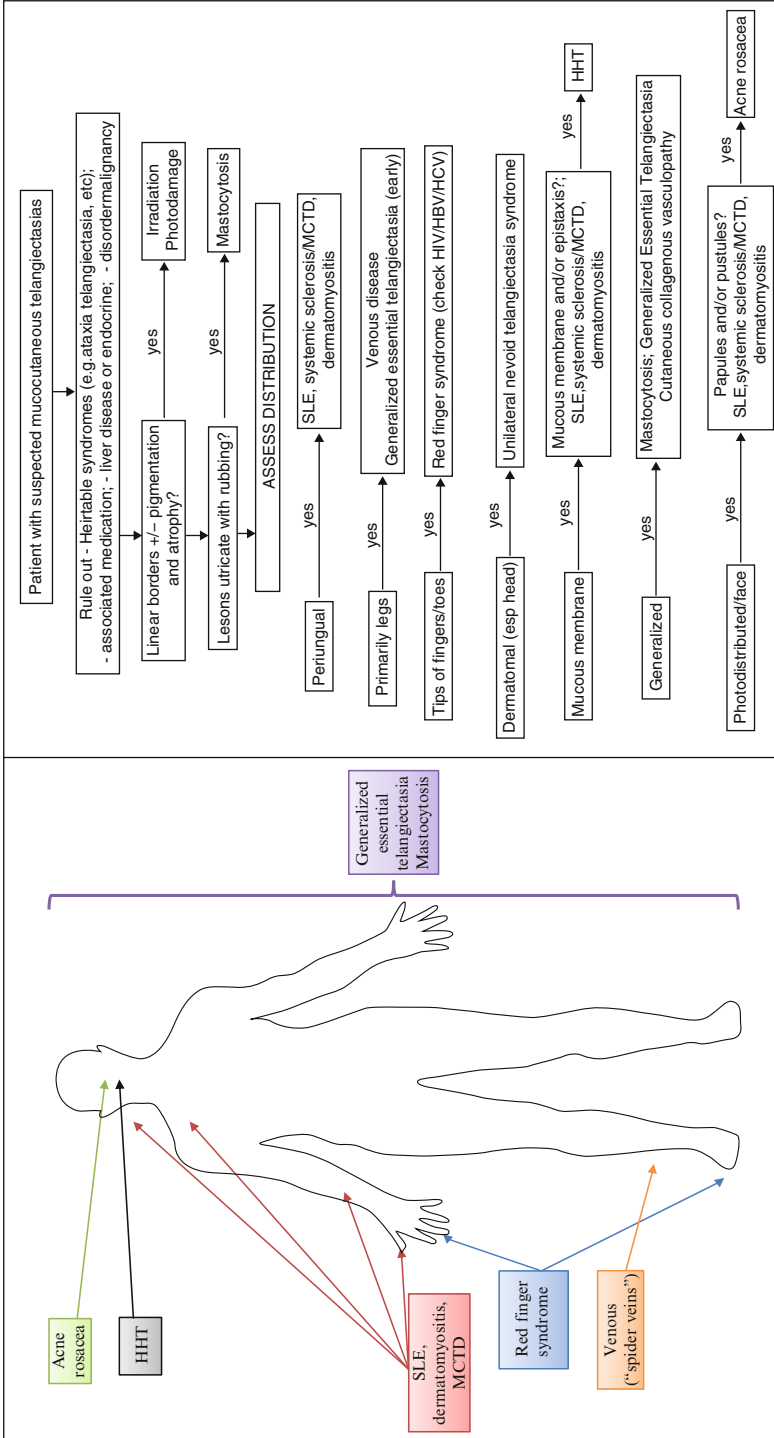 Acne
rosacea
HHT
SLE,
dermatomyositis,
MCTD
Red finger
syndrome
Venous
(“spider veins”)
Generalized
essential
telangiectasia
Mastocytosis
Patient with suspected mucocutaneous telangiectasias
Rule out - Heirtable syndromes (e.g.ataxia telangiectasia, etc);
- associated medication; - liver disease or endocrine; - disordermalignancy
Linear borders +/− pigmentation
and atrophy?
yes
Irradiation
Photodamage
Lesons utricate with rubbing?
yes
Mastocytosis
ASSESS DISTRIBUTION
Periungual
yes
SLE, systemic sclerosis/MCTD,
dermatomyositis
Primarily legs
yes
Venous disease
Generalized essential telangiectasia (early)
Tips of fingers/toes
yes
Red finger syndrome (check HIV/HBV/HCV)
Dermatomal (esp head)
yes
Unilateral nevoid telangiectasia syndrome
Mucous membrane
yes
Mucous membrane and/or epistaxis?;
SLE,systemic sclerosis/MCTD,
dermatomyositis
yes
HHT
Generalized
yes
Mastocytosis; Generalized Essential Telangiectasia
Cutaneous collagenous vasculopathy
Photodistributed/face
yes
Papules and/or pustules?
SLE,systemic sclerosis/MCTD,
dermatomyositis
yes
Acne rosacea